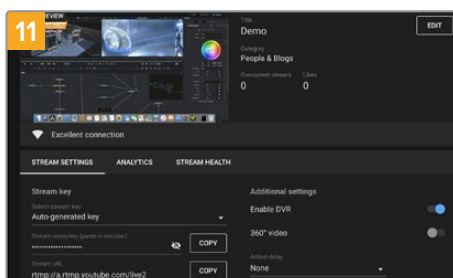 11
PREVIEW
Title
Demo
EDIT
Category
People & Blogs
Concurrent viewers Likes
0 0
Excellent connection
STREAM SETTINGS ANALYTICS STREAM HEALTH
Stream key
Additional settings
Select stream key
Auto-generated key
Enable DVR
Stream name/key (paste in encoder)
COPY
360° video
Stream URL
rtmp://a.rtmp.youtube.com/live2
COPY
Added delay
None